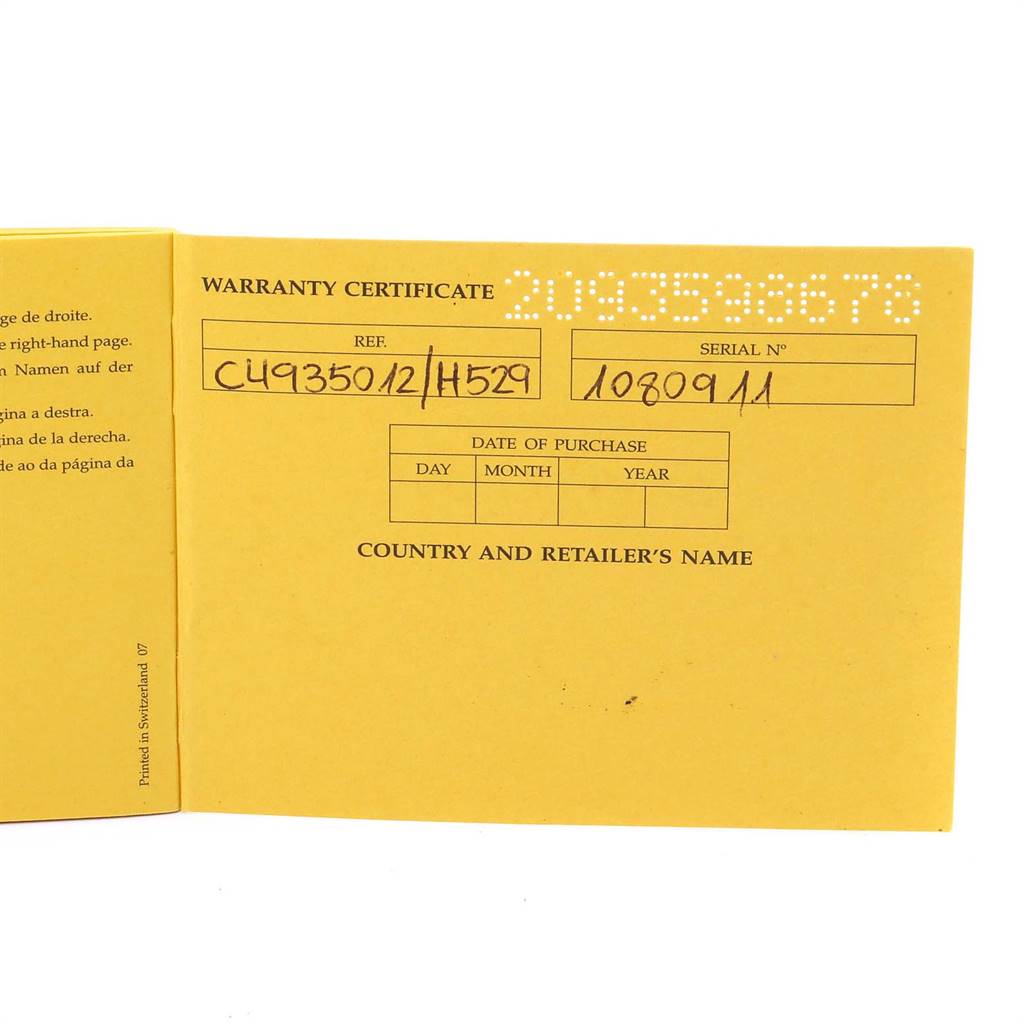 ge de droite.
e right-hand page.
n Namen auf der
gina a destra.
gina de la derecha.
de ao da página da
Printed in Switzerland 07
WARRANTY CERTIFICATE 2093598678
REF.
C4935012/H529
SERIAL Nº
1080911
DATE OF PURCHASE
DAY MONTH YEAR
COUNTRY AND RETAILER'S NAME